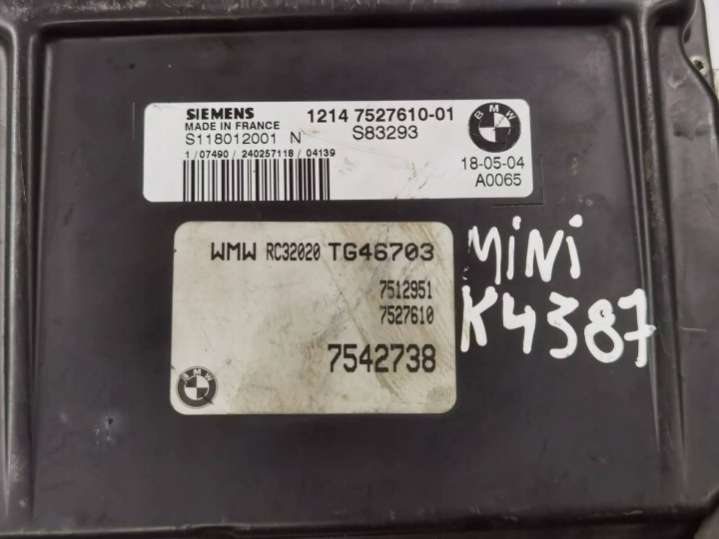 SIEMENS 1214 7527610-01
MADE IN FRANCE
S118012001 N S83293
1 / 07490 / 240257118 / 04139
BMW
18-05-04
A0065
WMW RC32020 TG46703
7512951
7527610
7542738
BMW
MINI
K4387